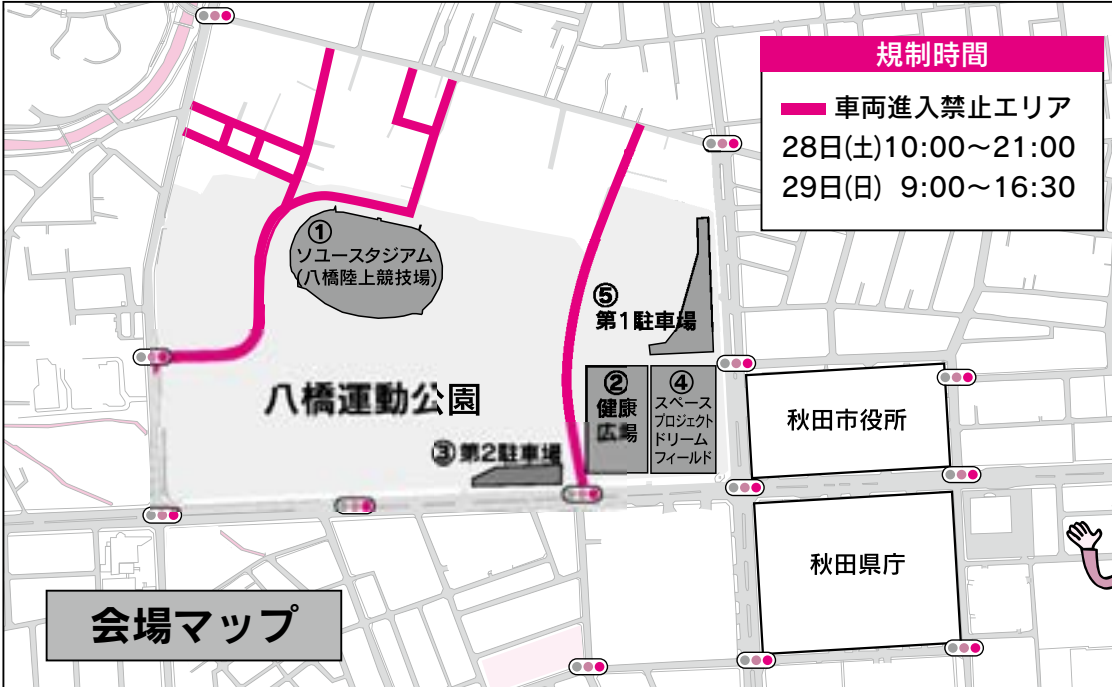 規制時間
車両進入禁止エリア
28日(土)10:00〜21:00
29日(日) 9:00〜16:30
①
ソユースタジアム
(八橋陸上競技場)
⑤
第1駐車場
八橋運動公園
②
健康
広場
④
スペース
プロジェクト
ドリーム
フィールド
③第2駐車場
秋田市役所
秋田県庁
会場マップ